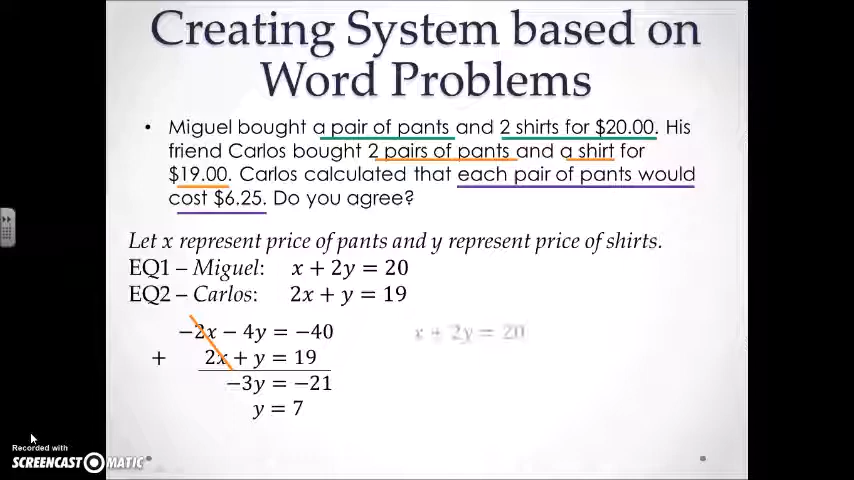 Creating System based on
Word Problems
• Miguel bought a pair of pants and 2 shirts for $20.00. His
friend Carlos bought 2 pairs of pants and a shirt for
$19.00. Carlos calculated that each pair of pants would
cost $6.25. Do you agree?
Let x represent price of pants and y represent price of shirts.
EQ1 – Miguel: x + 2y = 20
EQ2 – Carlos: 2x + y = 19
−2x − 4y = −40
x + 2y = 20
+ 2x + y = 19
−3y = −21
y = 7
Recorded with
SCREENCAST-O-MATIC